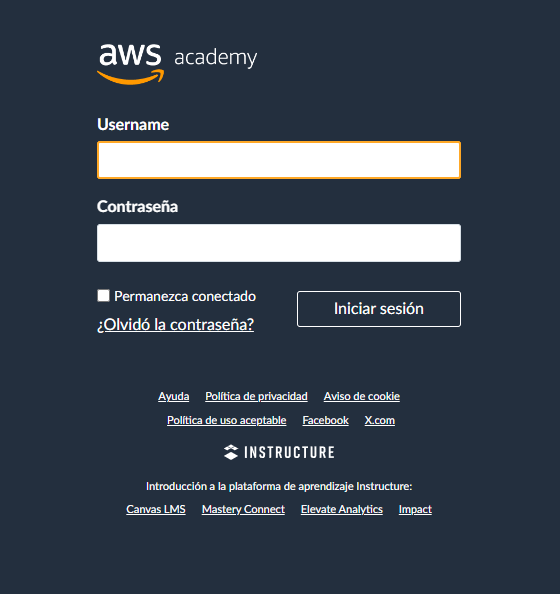 aws academy
Username
Contraseña
Permanezca conectado
Iniciar sesión
¿Olvidó la contraseña?
Ayuda Política de privacidad Aviso de cookie
Política de uso aceptable Facebook X.com
INSTRUCTURE
Introducción a la plataforma de aprendizaje Instructure:
Canvas LMS Mastery Connect Elevate Analytics Impact